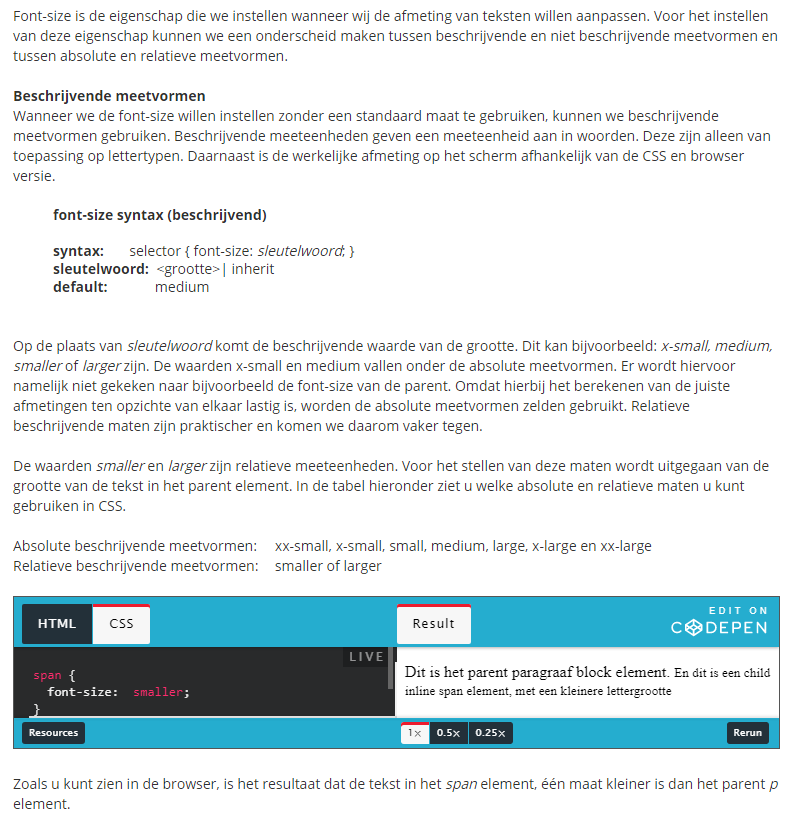 Font-size is de eigenschap die we instellen wanneer wij de afmeting van teksten willen aanpassen. Voor het instellen
van deze eigenschap kunnen we een onderscheid maken tussen beschrijvende en niet beschrijvende meetvormen en
tussen absolute en relatieve meetvormen.
Beschrijvende meetvormen
Wanneer we de font-size willen instellen zonder een standaard maat te gebruiken, kunnen we beschrijvende
meetvormen gebruiken. Beschrijvende meeteenheden geven een meeteenheid aan in woorden. Deze zijn alleen van
toepassing op lettertypen. Daarnaast is de werkelijke afmeting op het scherm afhankelijk van de CSS en browser
versie.
font-size syntax (beschrijvend)
syntax: selector { font-size: sleutelwoord; }
sleutelwoord: <grootte>| inherit
default: medium
Op de plaats van sleutelwoord komt de beschrijvende waarde van de grootte. Dit kan bijvoorbeeld: x-small, medium,
smaller of larger zijn. De waarden x-small en medium vallen onder de absolute meetvormen. Er wordt hiervoor
namelijk niet gekeken naar bijvoorbeeld de font-size van de parent. Omdat hierbij het berekenen van de juiste
afmetingen ten opzichte van elkaar lastig is, worden de absolute meetvormen zelden gebruikt. Relatieve
beschrijvende maten zijn praktischer en komen we daarom vaker tegen.
De waarden smaller en larger zijn relatieve meeteenheden. Voor het stellen van deze maten wordt uitgegaan van de
grootte van de tekst in het parent element. In de tabel hieronder ziet u welke absolute en relatieve maten u kunt
gebruiken in CSS.
Absolute beschrijvende meetvormen: xx-small, x-small, small, medium, large, x-large en xx-large
Relatieve beschrijvende meetvormen: smaller of larger
HTML CSS Result EDIT ON
CODEPEN
LIVE
span {
font-size: smaller;
}
Dit is het parent paragraaf block element. En dit is een child
inline span element, met een kleinere lettergrootte
Resources 1x 0.5x 0.25x Rerun
Zoals u kunt zien in de browser, is het resultaat dat de tekst in het span element, één maat kleiner is dan het parent p
element.